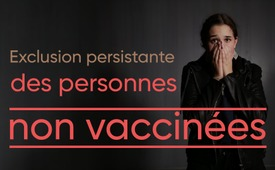 Exclusion persistante
des personnes
non vaccinées